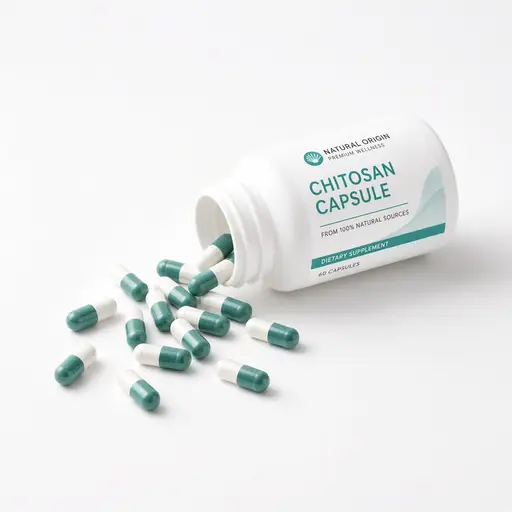 NATURAL ORIGIN
PREMIUM WELLNESS
CHITOSAN
CAPSULE
FROM 100% NATURAL SOURCES
DIETARY SUPPLEMENT
60 CAPSULES